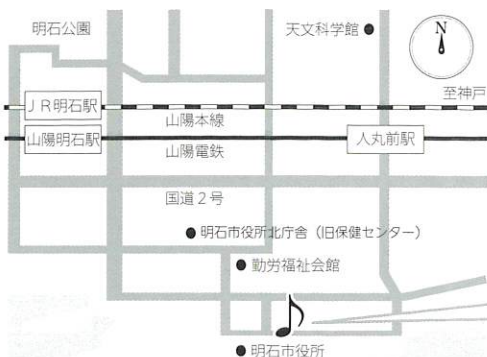 明石公園
天文科学館
N
JR明石駅
至神戸
山陽本線
山陽明石駅
人丸前駅
山陽電鉄
国道2号
明石市役所北庁舎（旧保健センター）
勤労福祉会館
明石市役所